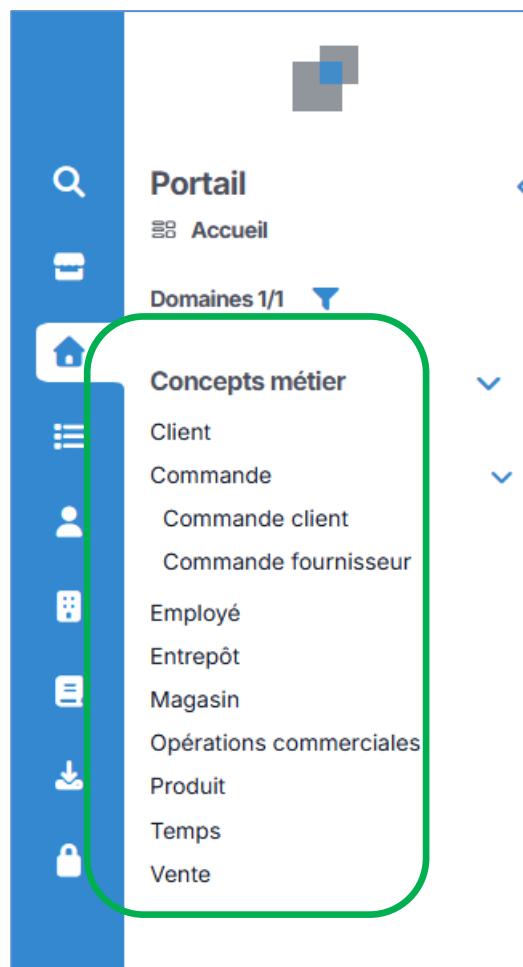 Portail
Accueil
Domaines 1/1
Concepts métier
Client
Commande
Commande client
Commande fournisseur
Employé
Entrepôt
Magasin
Opérations commerciales
Produit
Temps
Vente